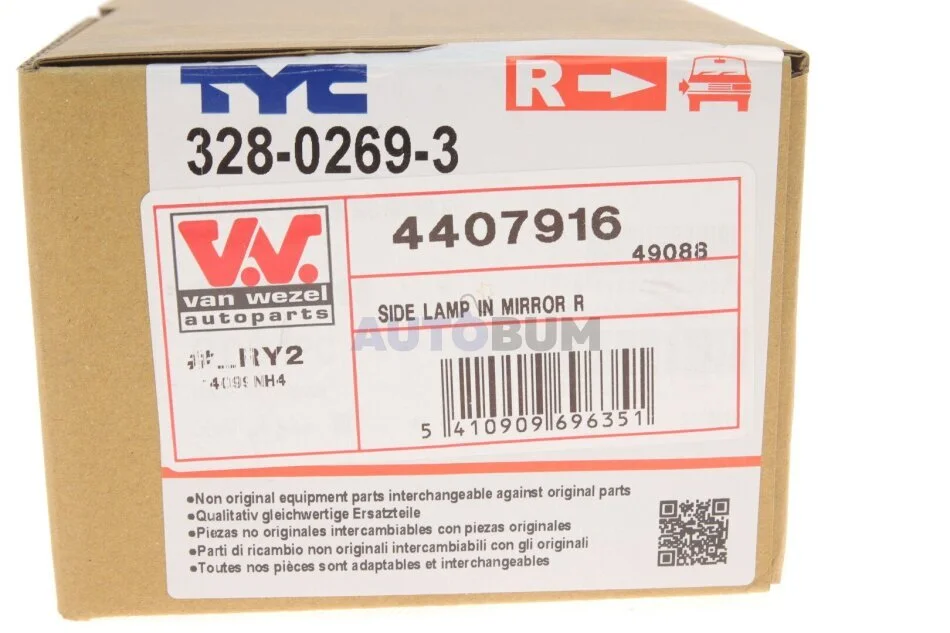 TYC
R
328-0269-3
V.W.
van wezel
autoparts
4407916
49088
SIDE LAMP IN MIRROR R
AUTOBUM
RY2
5 410909 696351
•Non original equipment parts interchangeable against original parts
•Qualitativ gleichwertige Ersatzteile
•Piezas no originales intercambiables con piezas originales
•Parti di ricambio non originali intercambiabili con gli originali
•Toutes nos pièces sont adaptables et interchangeables